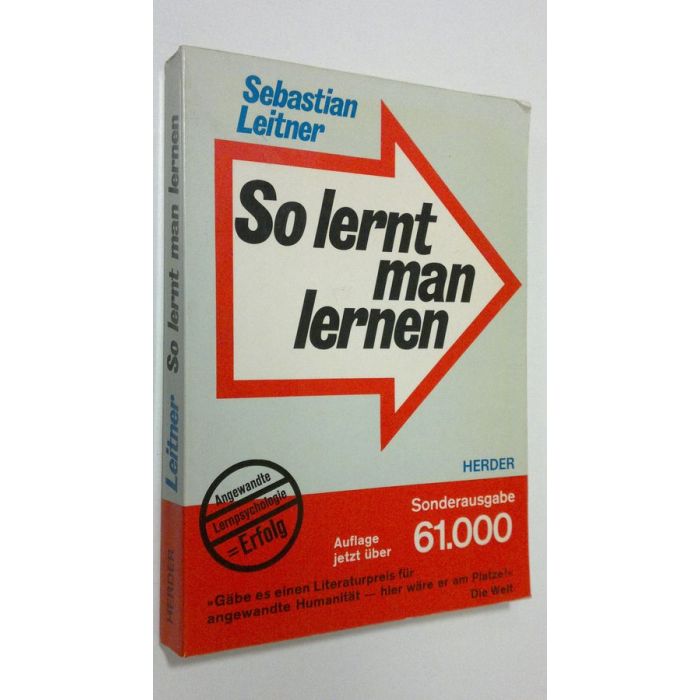 Sebastian
Leitner
So lernt
man
lernen
HERDER
Angewandte
Lernpsychologie
= Erfolg
Auflage
jetzt über
Sonderausgabe
61.000
»Gäbe es einen Literaturpreis für
angewandte Humanität — hier wäre er am Platze!«
Die Welt
Leitner So lernt man lernen
HERDER